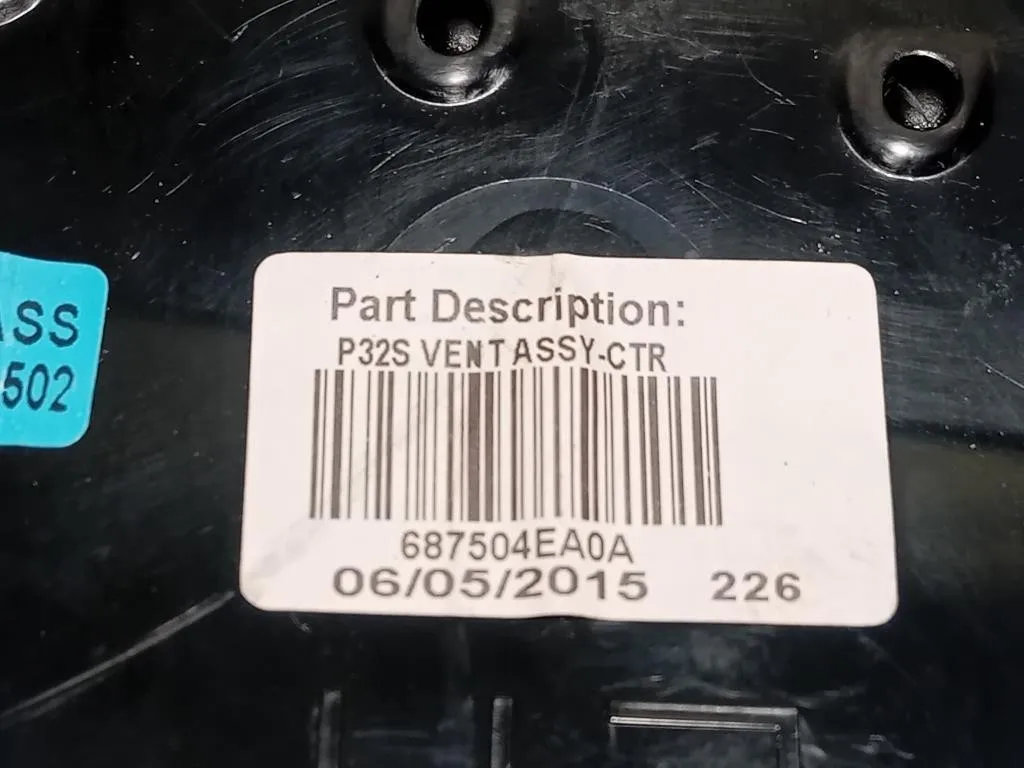 ASS
502
Part Description:
P32S VENT ASSY-CTR
687504EA0A
06/05/2015 226